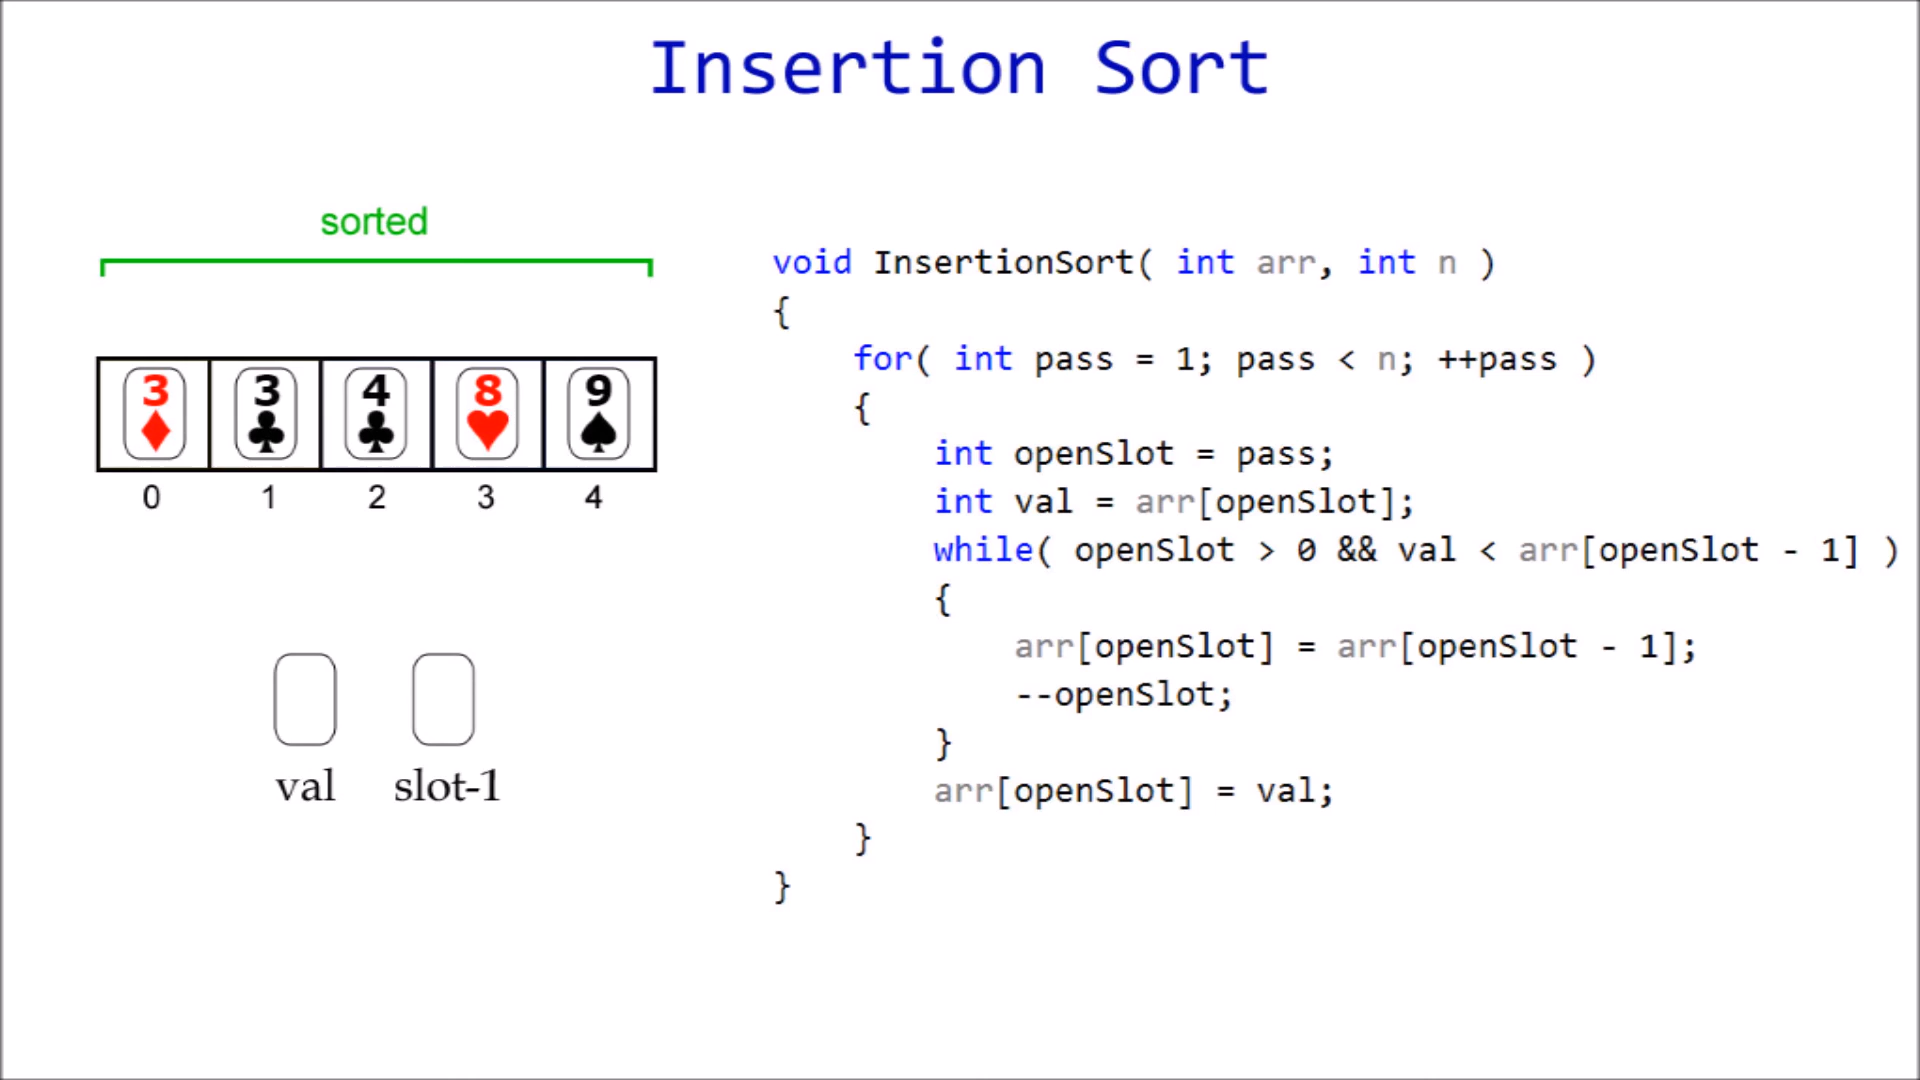 Insertion Sort
sorted
3 3 4 8 9
0 1 2 3 4
val slot-1
void InsertionSort( int arr, int n )
{
    for( int pass = 1; pass < n; ++pass )
    {
        int openSlot = pass;
        int val = arr[openSlot];
        while( openSlot > 0 && val < arr[openSlot - 1] )
        {
            arr[openSlot] = arr[openSlot - 1];
            --openSlot;
        }
        arr[openSlot] = val;
    }
}